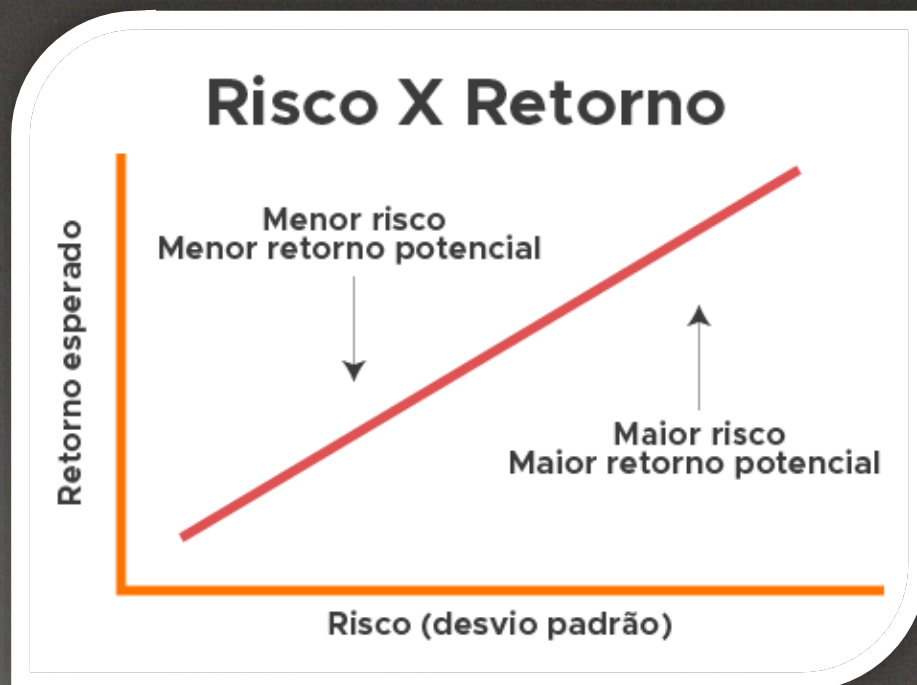 Risco X Retorno
Menor risco
Menor retorno potencial
Retorno esperado
Maior risco
Maior retorno potencial
Risco (desvio padrão)